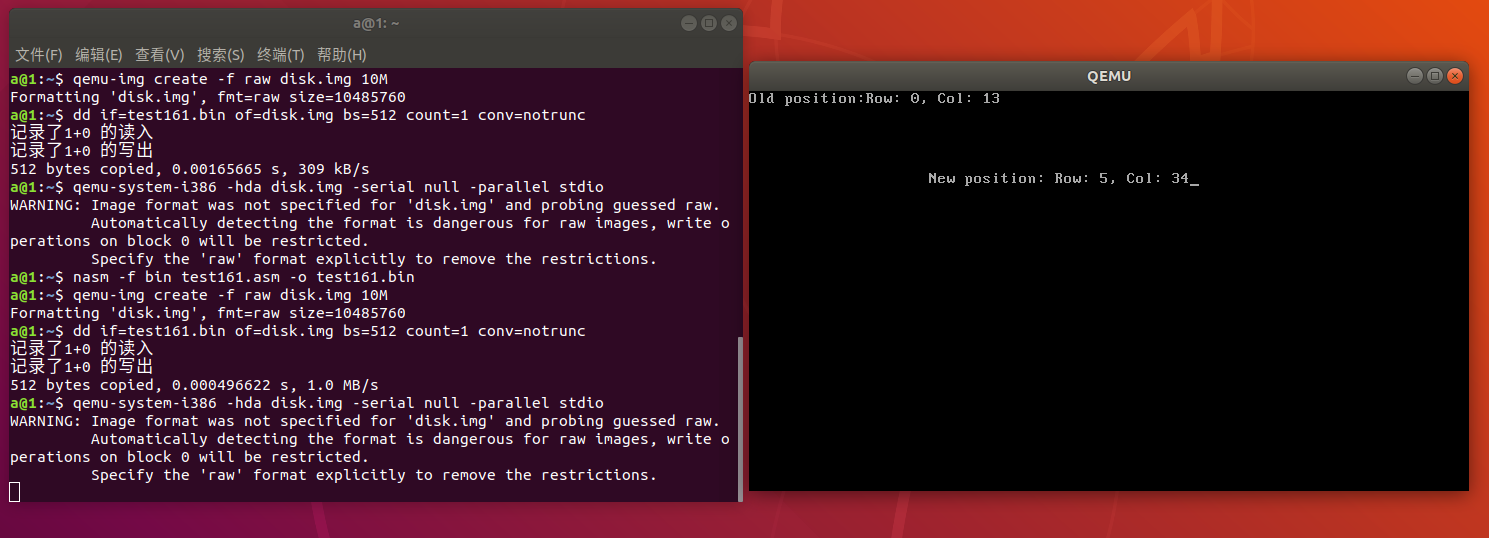 a@1: ~
文件(F) 编辑(E) 查看(V) 搜索(S) 终端(T) 帮助(H)
a@1:~$ qemu-img create -f raw disk.img 10M
Formatting 'disk.img', fmt=raw size=10485760
a@1:~$ dd if=test161.bin of=disk.img bs=512 count=1 conv=notrunc
记录了1+0 的读入
记录了1+0 的写出
512 bytes copied, 0.00165665 s, 309 kB/s
a@1:~$ qemu-system-i386 -hda disk.img -serial null -parallel stdio
WARNING: Image format was not specified for 'disk.img' and probing guessed raw.
         Automatically detecting the format is dangerous for raw images, write o
perations on block 0 will be restricted.
         Specify the 'raw' format explicitly to remove the restrictions.
a@1:~$ nasm -f bin test161.asm -o test161.bin
a@1:~$ qemu-img create -f raw disk.img 10M
Formatting 'disk.img', fmt=raw size=10485760
a@1:~$ dd if=test161.bin of=disk.img bs=512 count=1 conv=notrunc
记录了1+0 的读入
记录了1+0 的写出
512 bytes copied, 0.000496622 s, 1.0 MB/s
a@1:~$ qemu-system-i386 -hda disk.img -serial null -parallel stdio
WARNING: Image format was not specified for 'disk.img' and probing guessed raw.
         Automatically detecting the format is dangerous for raw images, write o
perations on block 0 will be restricted.
         Specify the 'raw' format explicitly to remove the restrictions.
QEMU
Old position:Row: 0, Col: 13
New position: Row: 5, Col: 34_